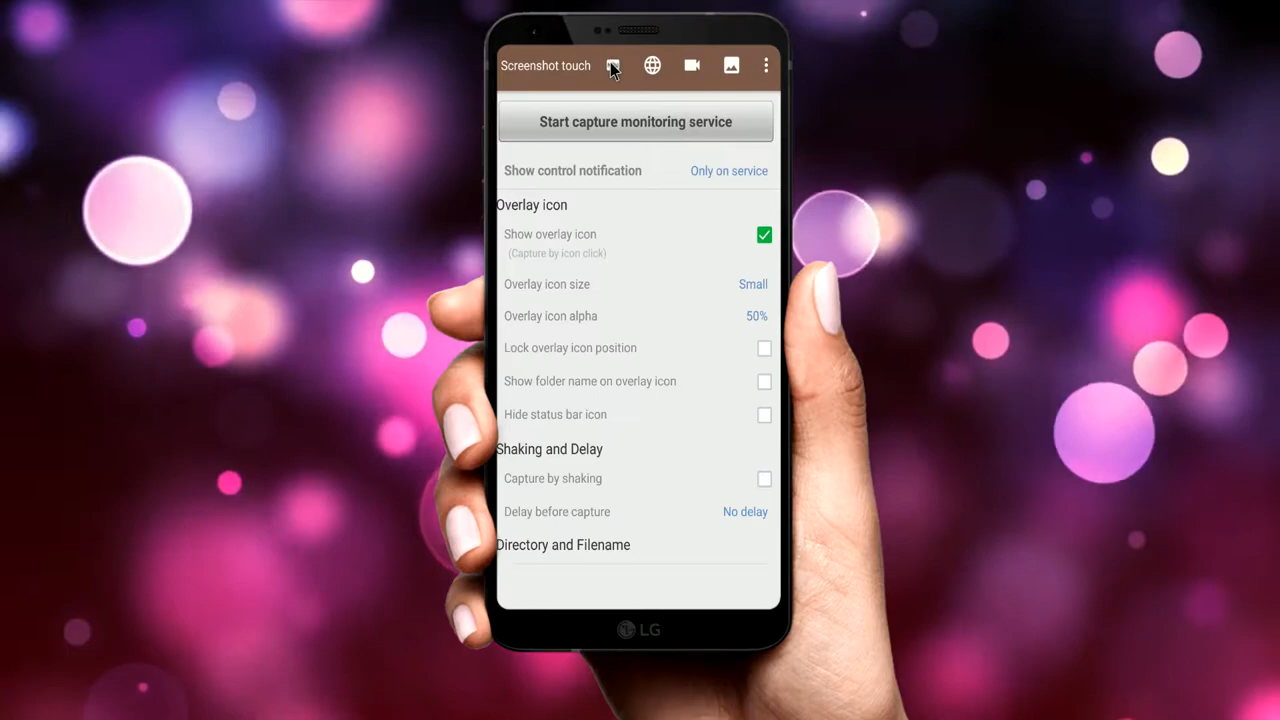 Screenshot touch
Start capture monitoring service
Show control notification Only on service
Overlay icon
Show overlay icon
(Capture by icon click)
Overlay icon size Small
Overlay icon alpha 50%
Lock overlay icon position
Show folder name on overlay icon
Hide status bar icon
Shaking and Delay
Capture by shaking
Delay before capture No delay
Directory and Filename
LG